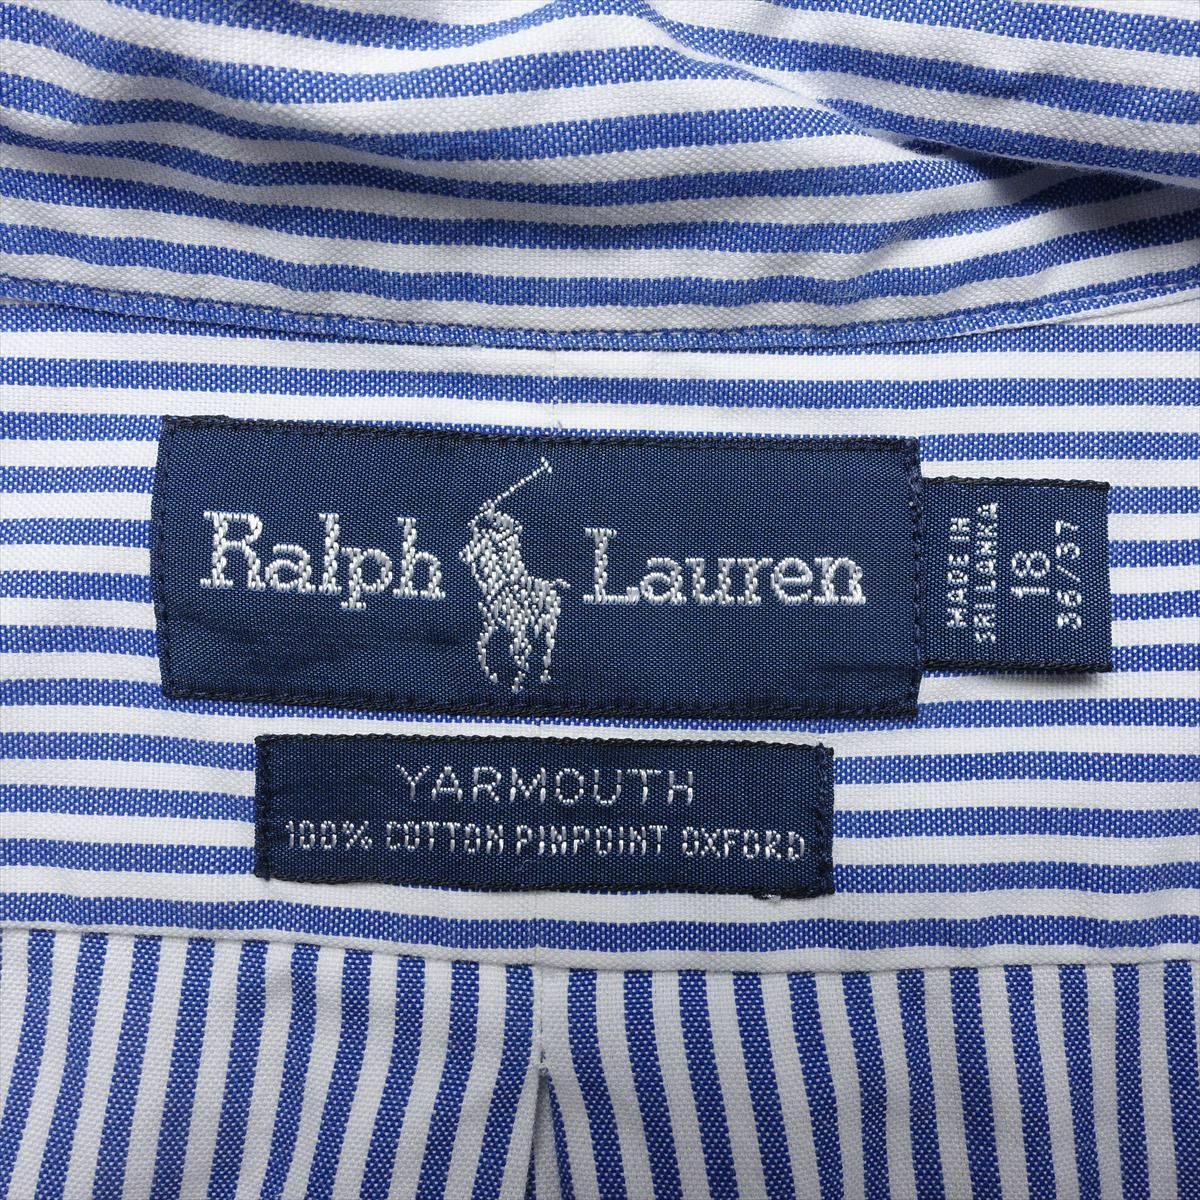 Ralph Lauren
MADE IN
SRI LANKA
18
36/37
YARMOUTH
100% COTTON PINPOINT OXFORD